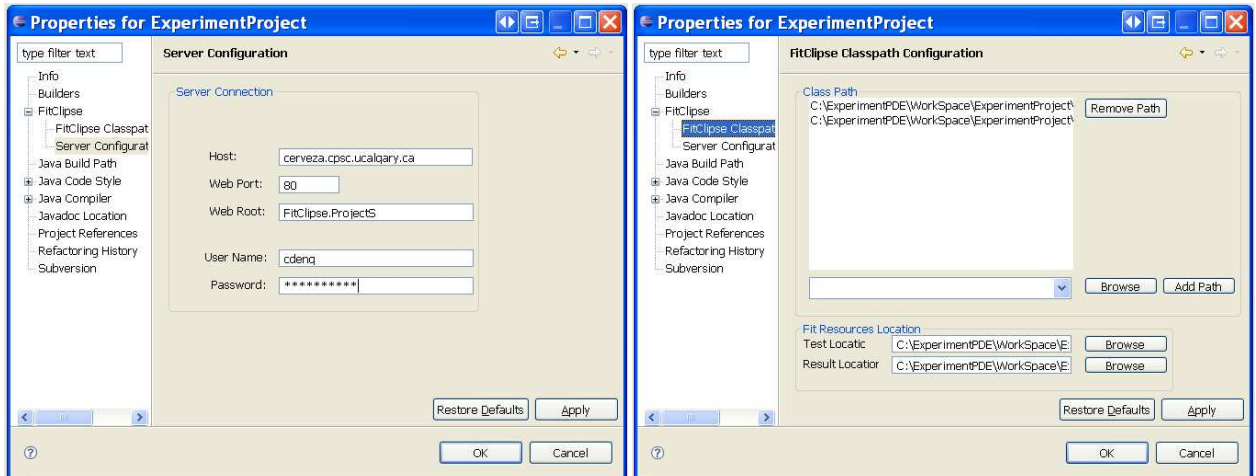 Properties for ExperimentProject
type filter text
Server Configuration
Info
Builders
FitClipse
FitClipse Classpat
Server Configurat
Java Build Path
Java Code Style
Java Compiler
Javadoc Location
Project References
Refactoring History
Subversion
Server Connection
Host: cerveza.cpsc.ucalgary.ca
Web Port: 80
Web Root: FitClipse.ProjectS
User Name: cdenq
Password: **********
Restore Defaults Apply
? OK Cancel
Properties for ExperimentProject
type filter text
FitClipse Classpath Configuration
Info
Builders
FitClipse
FitClipse Classpat
Server Configurat
Java Build Path
Java Code Style
Java Compiler
Javadoc Location
Project References
Refactoring History
Subversion
Class Path
C:\ExperimentPDE\WorkSpace\ExperimentProject\
C:\ExperimentPDE\WorkSpace\ExperimentProject\
Remove Path
Browse Add Path
Fit Resources Location
Test Locatic C:\ExperimentPDE\WorkSpace\E: Browse
Result Locatior C:\ExperimentPDE\WorkSpace\E: Browse
Restore Defaults Apply
? OK Cancel